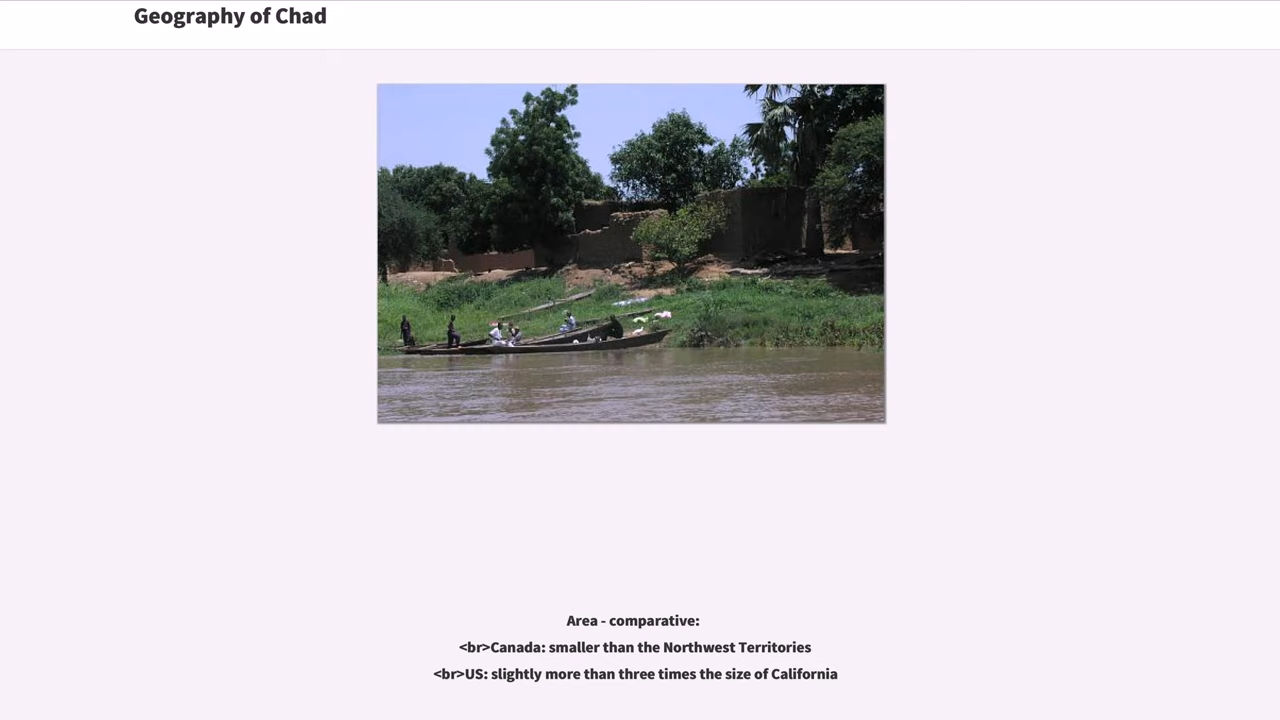 Geography of Chad
Area - comparative:
<br>Canada: smaller than the Northwest Territories
<br>US: slightly more than three times the size of California